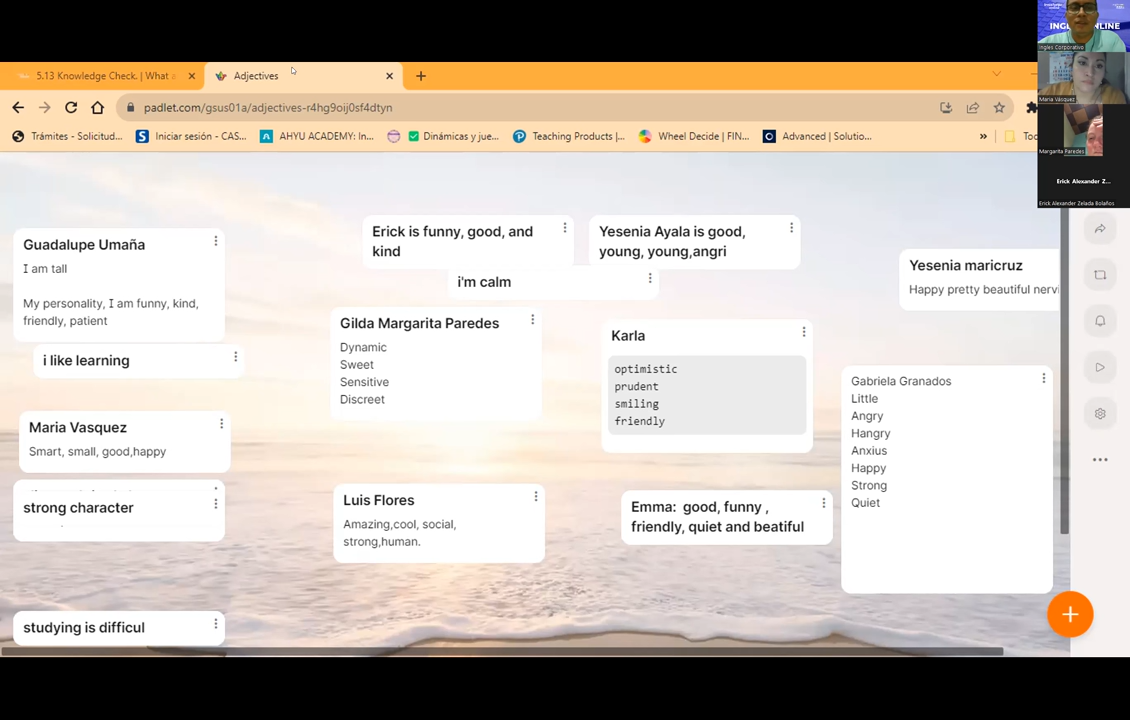 5.13 Knowledge Check. | What a
Adjectives
padlet.com/gsus01a/adjectives-r4hg9oij0sf4dtyn
Trámites - Solicitud...
Iniciar sesión - CAS...
AHYU ACADEMY: In...
Dinámicas y jue...
Teaching Products |...
Wheel Decide | FIN...
Advanced | Solutio...
»
INGL
NLINE
Ingles Corporativo
Maria Vásquez
Margarita Paredes
Erick Alexander Z...
Erick Alexander Zelada Bolaños
Guadalupe Umaña
I am tall
My personality, I am funny, kind,
friendly, patient
i like learning
Maria Vasquez
Smart, small, good,happy
strong character
studying is difficul
Erick is funny, good, and
kind
i'm calm
Gilda Margarita Paredes
Dynamic
Sweet
Sensitive
Discreet
Luis Flores
Amazing,cool, social,
strong,human.
Yesenia Ayala is good,
young, young,angri
Karla
optimistic
prudent
smiling
friendly
Emma:  good, funny ,
friendly, quiet and beatiful
Yesenia maricruz
Happy pretty beautiful nervi
Gabriela Granados
Little
Angry
Hangry
Anxius
Happy
Strong
Quiet